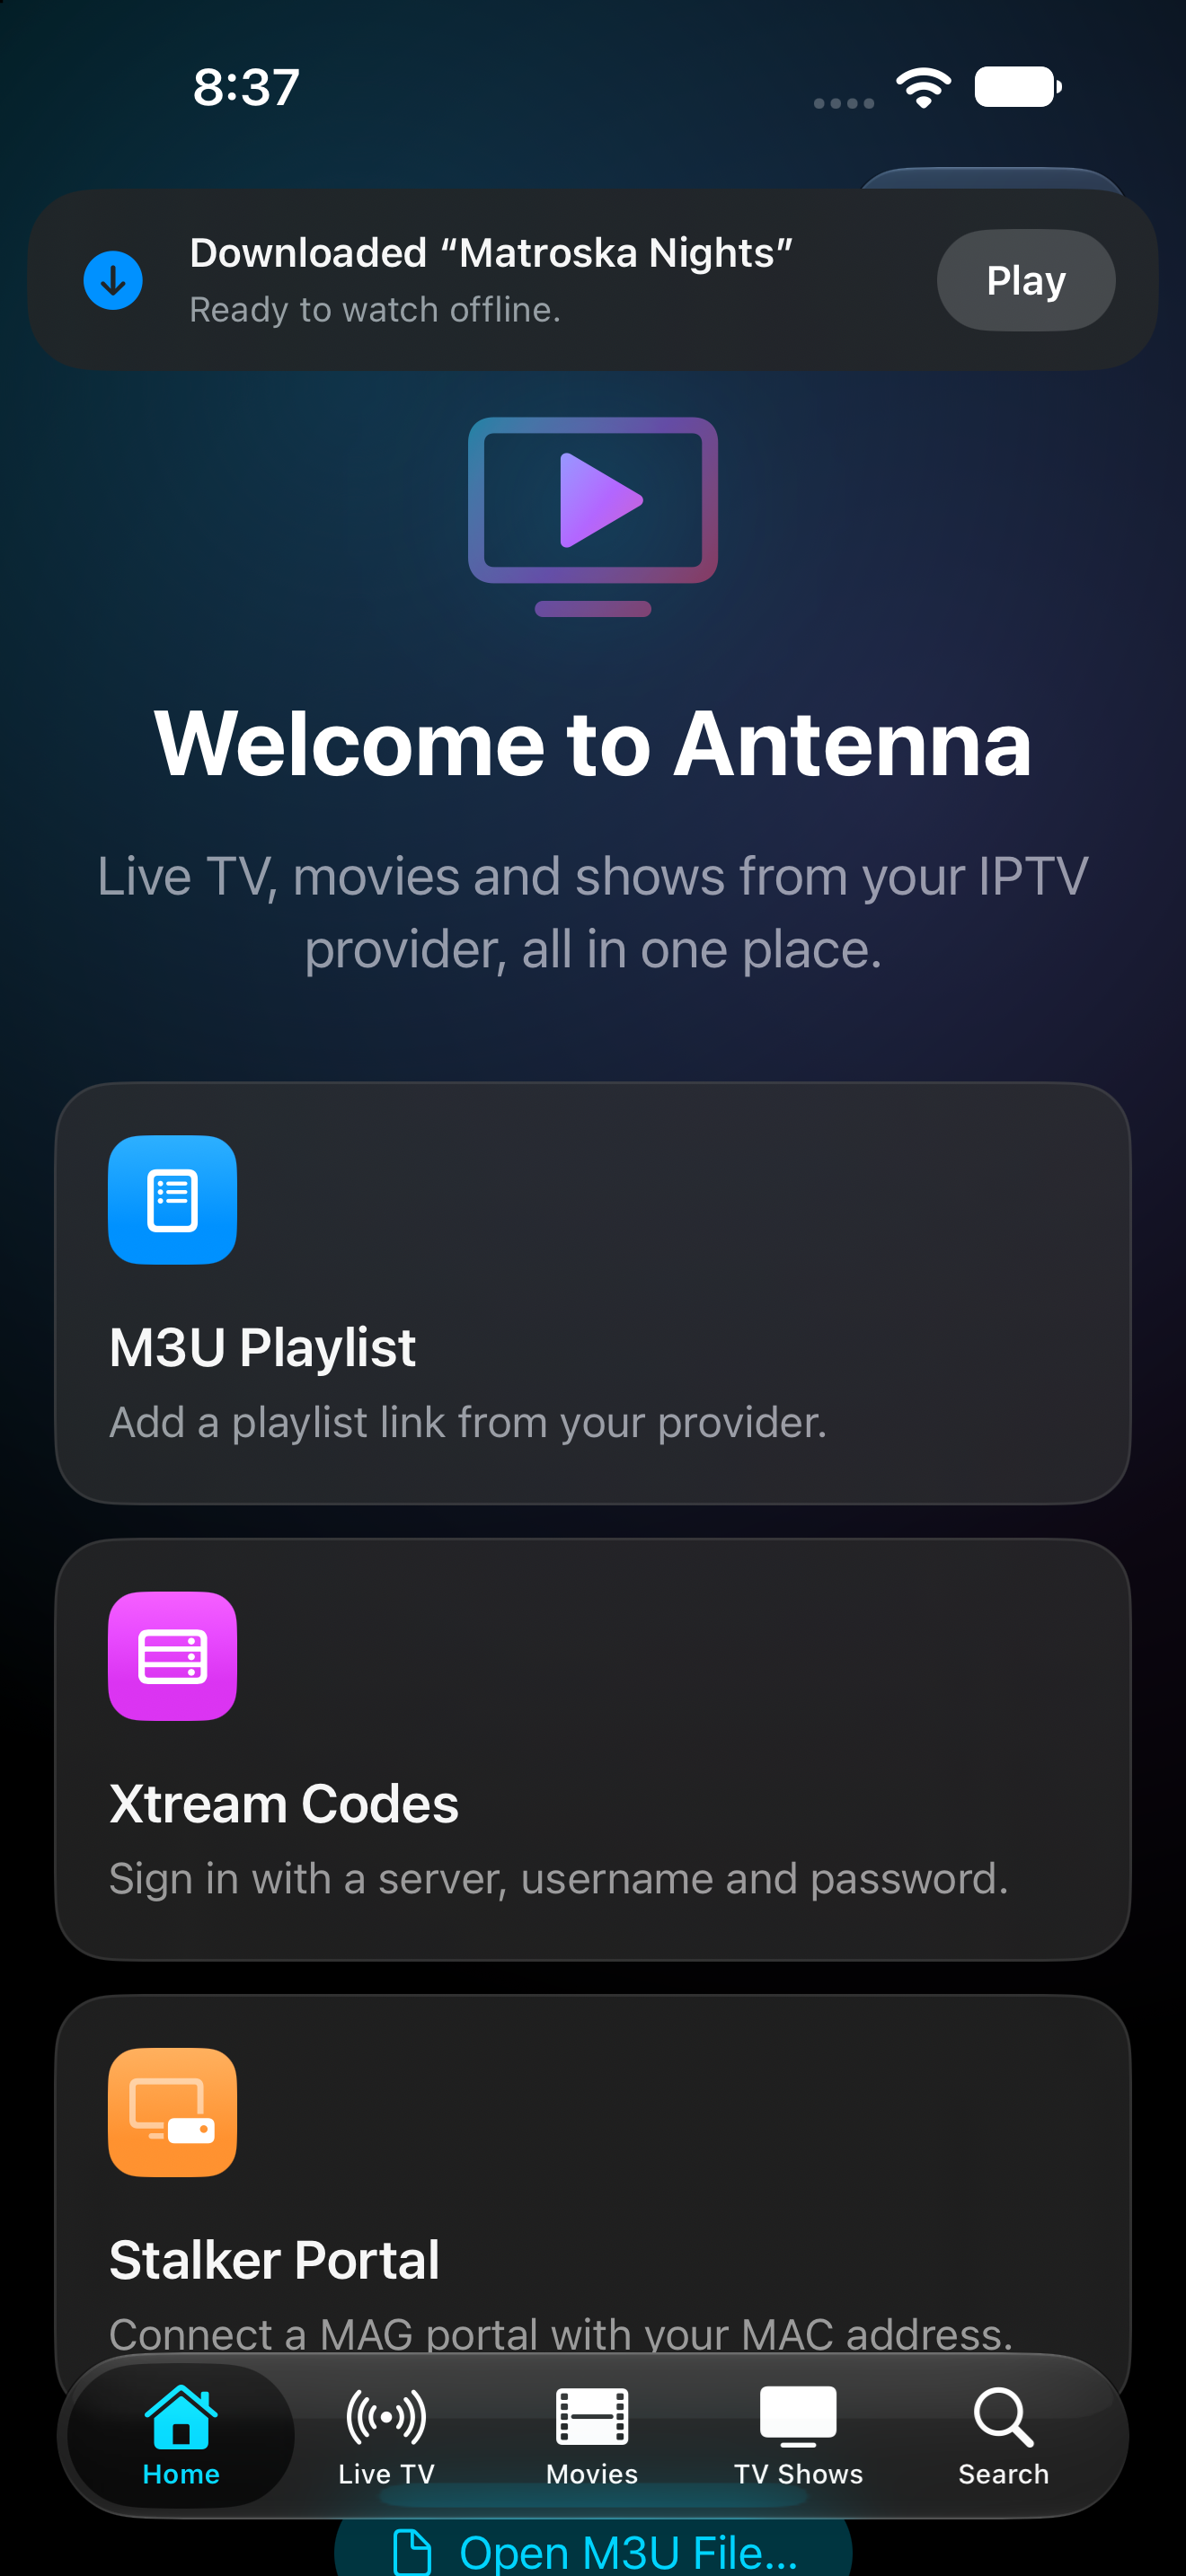 8:37
Downloaded “Matroska Nights”
Ready to watch offline.
Play
Welcome to Antenna
Live TV, movies and shows from your IPTV
provider, all in one place.
M3U Playlist
Add a playlist link from your provider.
Xtream Codes
Sign in with a server, username and password.
Stalker Portal
Connect a MAG portal with your MAC address.
Home
Live TV
Movies
TV Shows
Search
Open M3U File...